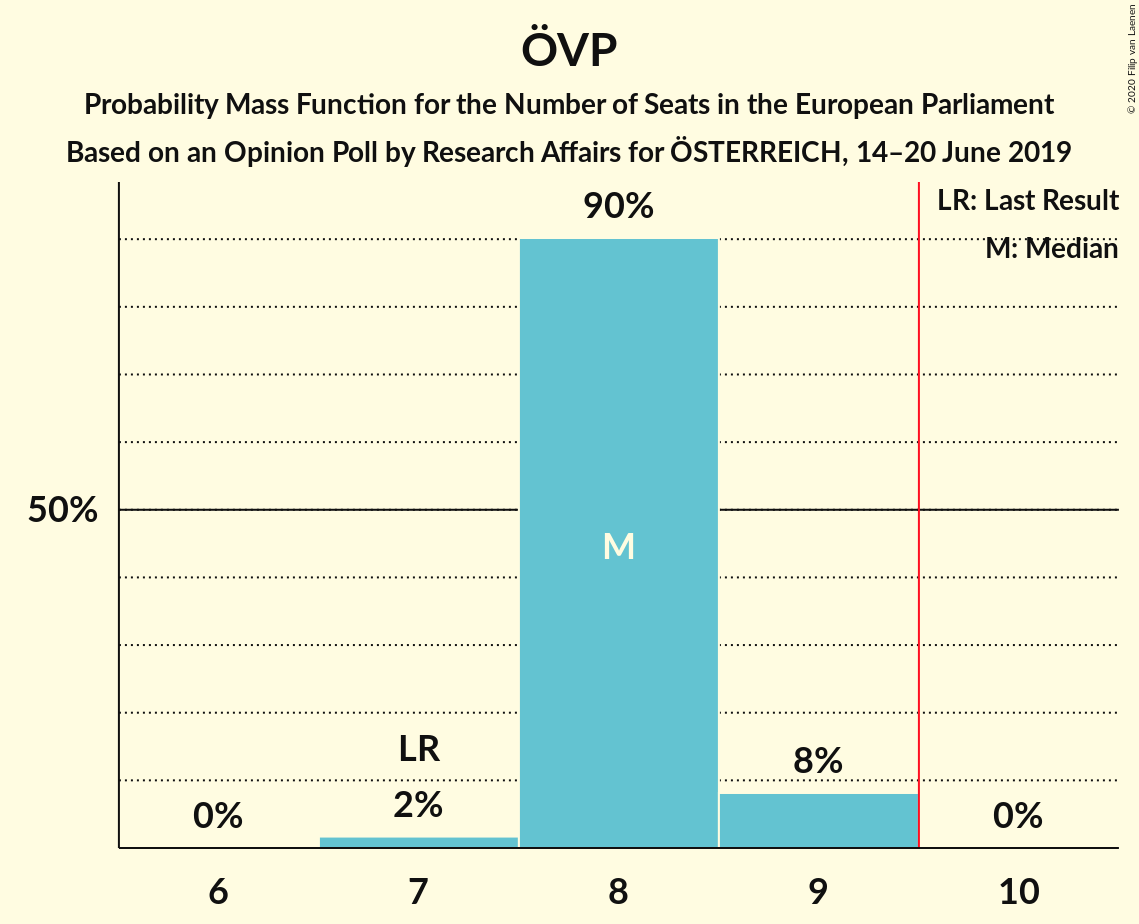 ÖVP
Probability Mass Function for the Number of Seats in the European Parliament
Based on an Opinion Poll by Research Affairs for ÖSTERREICH, 14–20 June 2019
© 2020 Filip van Laenen
LR: Last Result
M: Median
90%
50%
M
LR
8%
0%
2%
0%
6
7
8
9
10